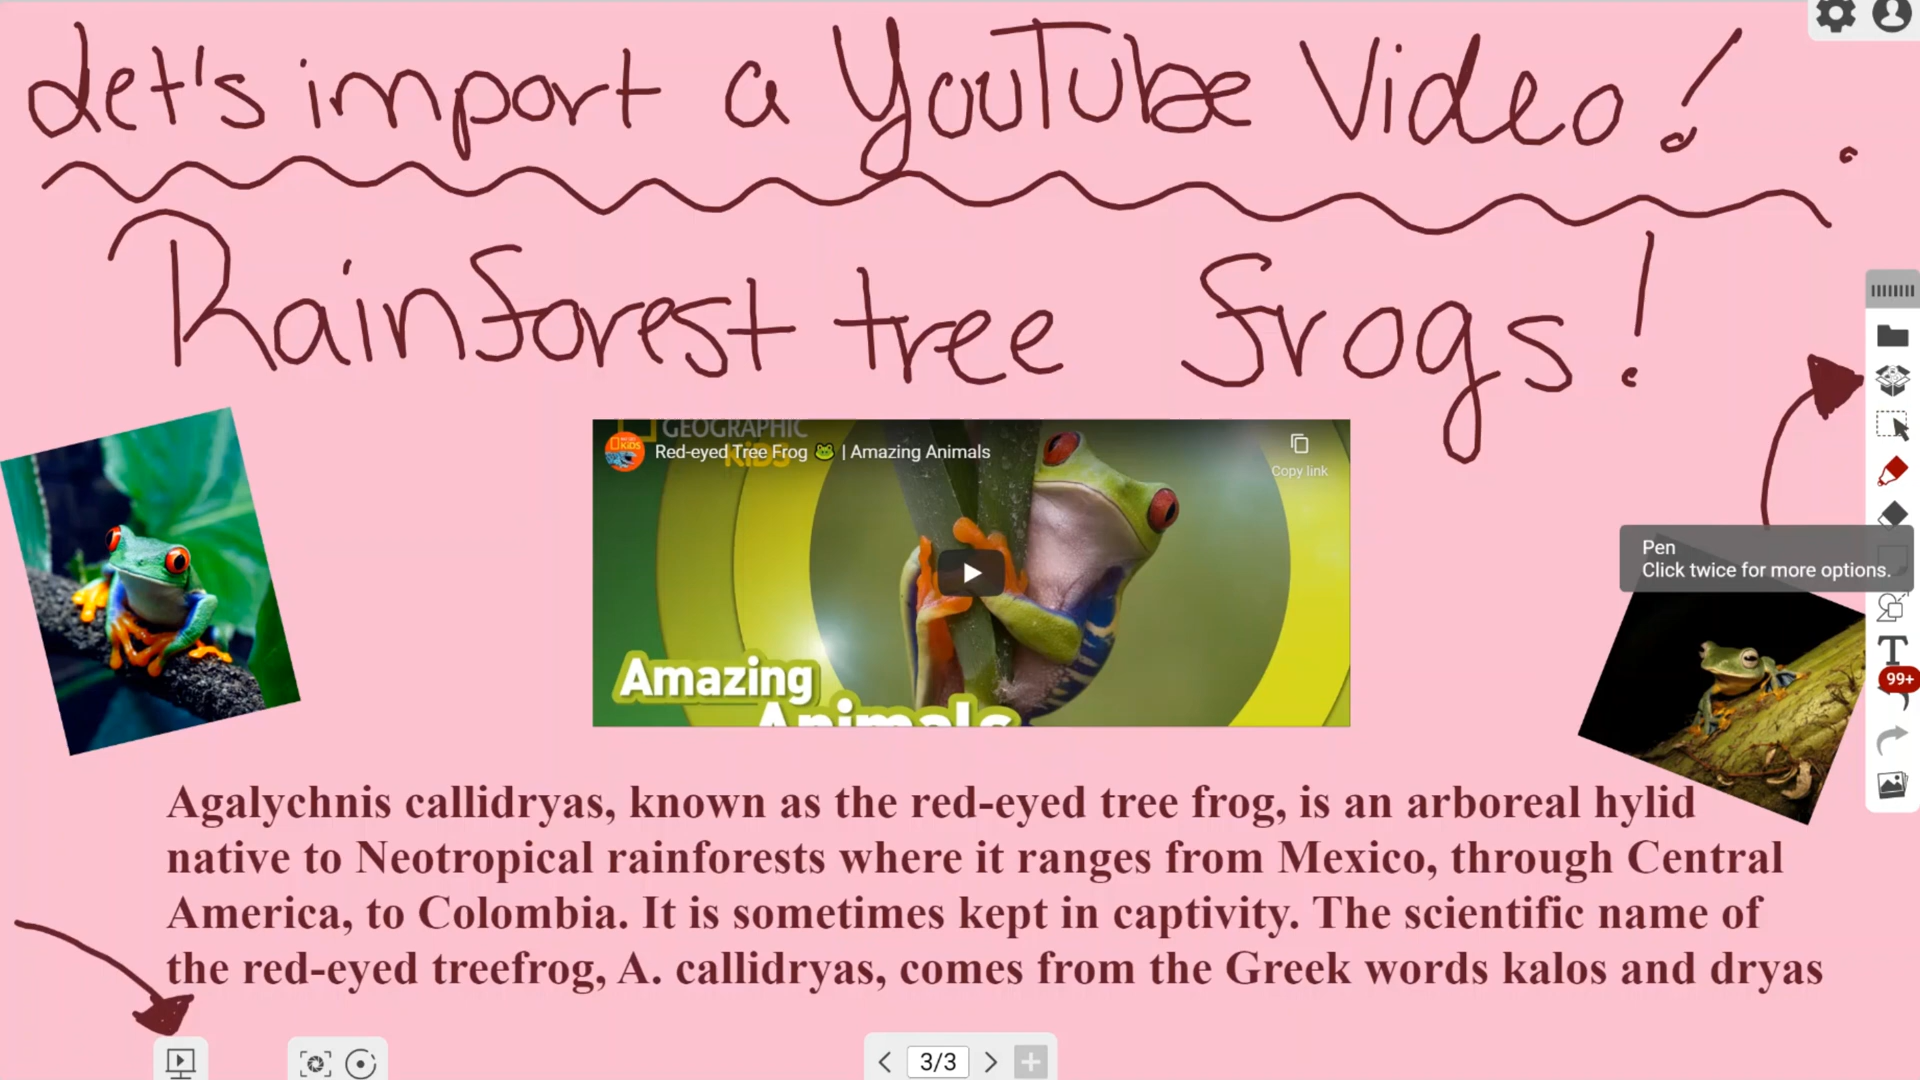 Let's import a YouTube Video!
Rainforest tree frogs!
GEOGRAPHIC
KiDS
Red-eyed Tree Frog 🐸 | Amazing Animals
Copy link
Amazing
Animals
Pen
Click twice for more options.
99+
Agalychnis callidryas, known as the red-eyed tree frog, is an arboreal hylid
native to Neotropical rainforests where it ranges from Mexico, through Central
America, to Colombia. It is sometimes kept in captivity. The scientific name of
the red-eyed treefrog, A. callidryas, comes from the Greek words kalos and dryas
3/3